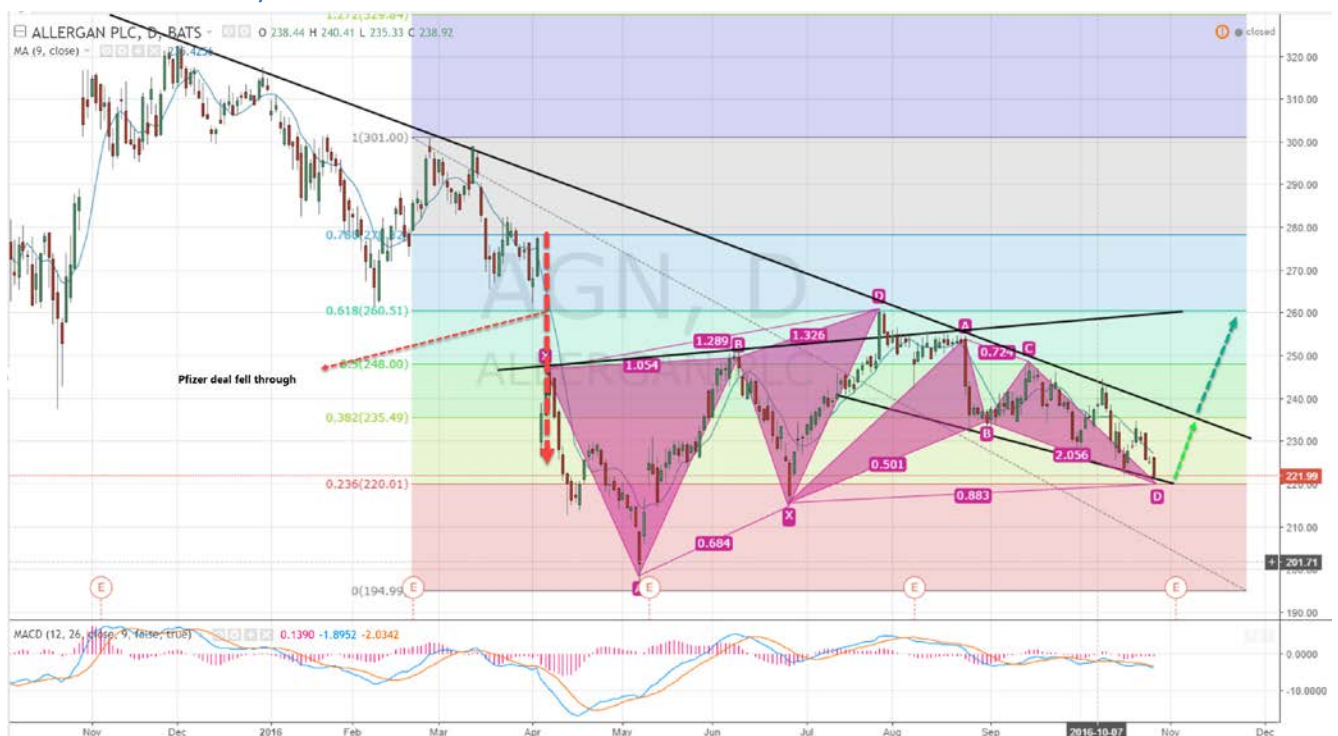 1.272(329.84)
ALLERGAN PLC, D, BATS
O 238.44 H 240.41 L 235.33 C 238.92
closed
MA (9, close)
320.00
310.00
1(301.00)
300.00
290.00
280.00
270.00
AGN, D
ALLERGAN PLC
0.618(260.51)
260.00
D
1.289
1.326
B
A
0.724
C
X
1.054
250.00
Pfizer deal fell through
240.00
0.382(235.49)
B
230.00
2.056
0.501
221.99
0.236(220.01)
0.883
D
X
210.00
0.684
201.71
A
E
E
E
E
E
0(194.99)
190.00
MACD (12, 26, close, 9, false, true)
0.1390 -1.8952 -2.0342
0.0000
-10.0000
Nov Dec 2016 Feb Mar Apr May Jun Jul Aug Sep 2016-10-07 Nov Dec